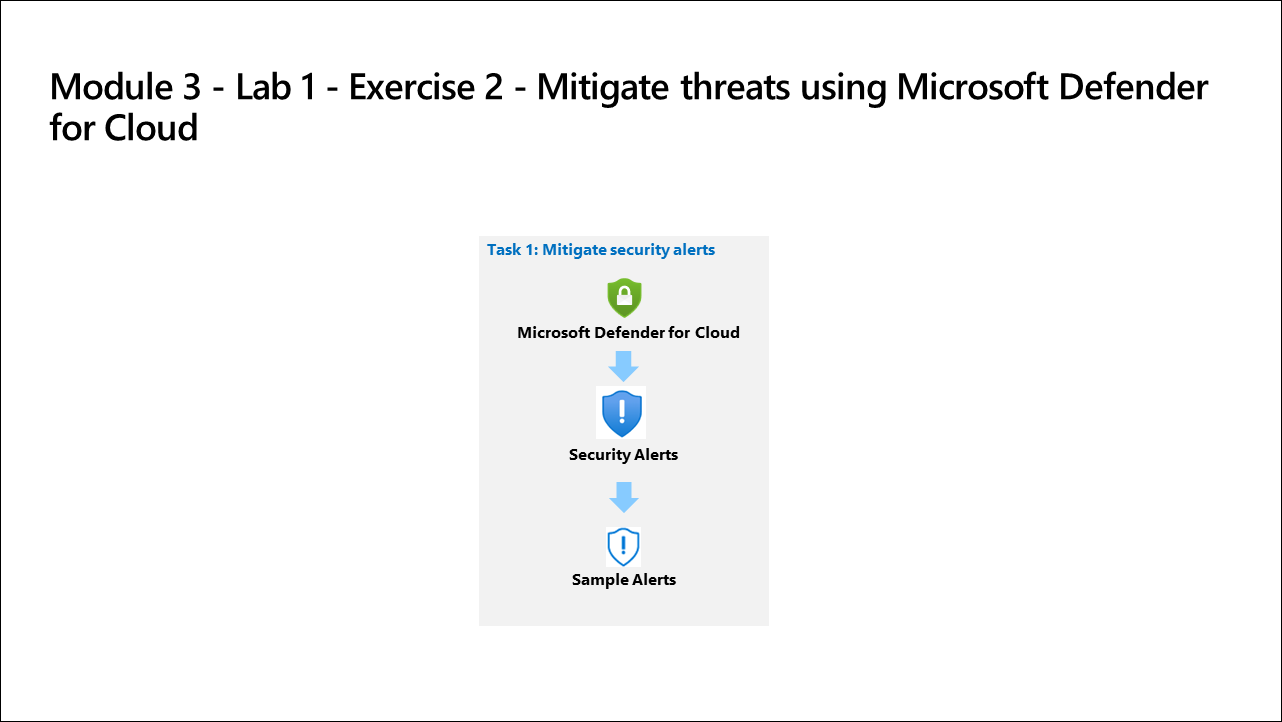 Module 3 - Lab 1 - Exercise 2 - Mitigate threats using Microsoft Defender
for Cloud
Task 1: Mitigate security alerts
Microsoft Defender for Cloud
Security Alerts
Sample Alerts